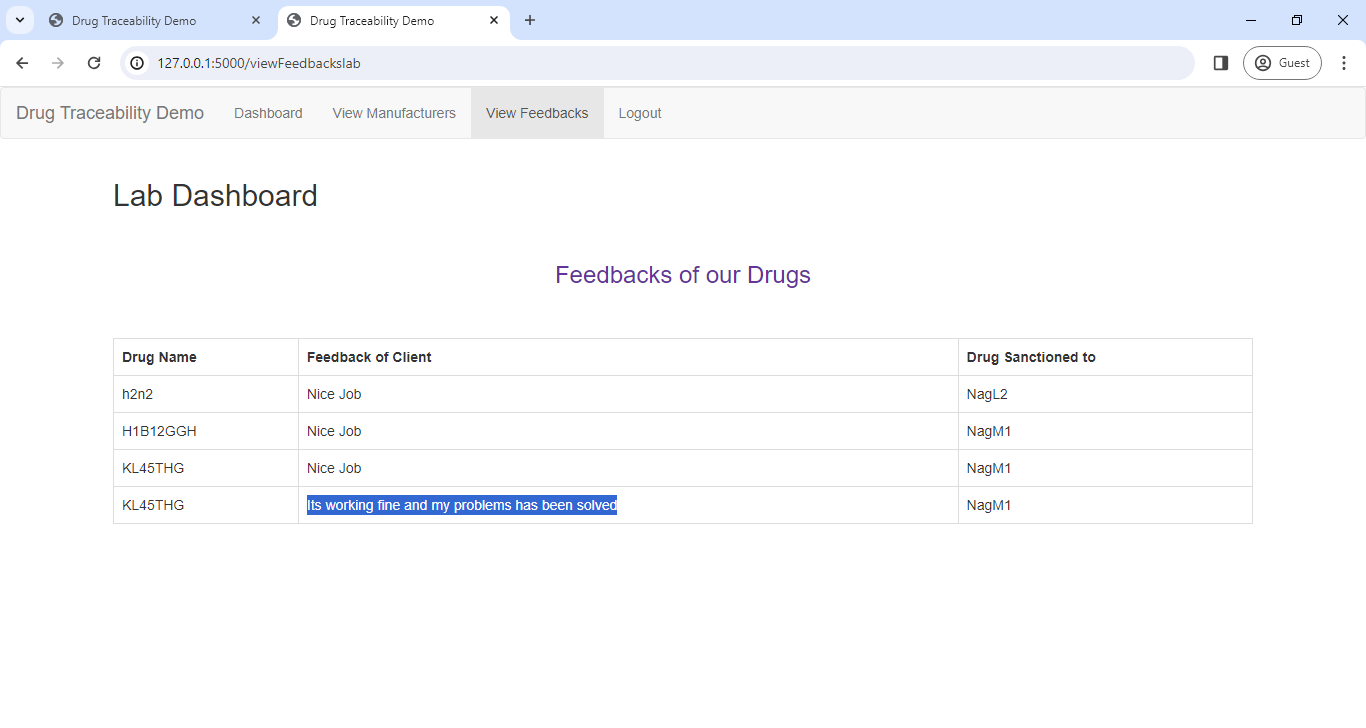 Drug Traceability Demo Drug Traceability Demo
127.0.0.1:5000/viewFeedbackslab Guest
Drug Traceability Demo Dashboard View Manufacturers View Feedbacks Logout
Lab Dashboard
Feedbacks of our Drugs
Drug Name Feedback of Client Drug Sanctioned to
h2n2 Nice Job NagL2
H1B12GGH Nice Job NagM1
KL45THG Nice Job NagM1
KL45THG Its working fine and my problems has been solved NagM1